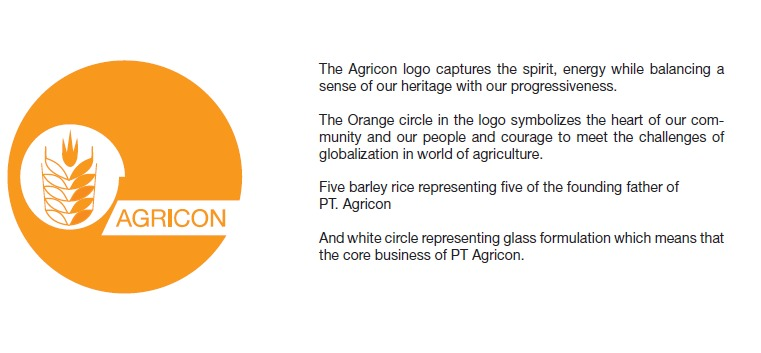 AGRICON
The Agricon logo captures the spirit, energy while balancing a
sense of our heritage with our progressiveness.
The Orange circle in the logo symbolizes the heart of our com-
munity and our people and courage to meet the challenges of
globalization in world of agriculture.
Five barley rice representing five of the founding father of
PT. Agricon
And white circle representing glass formulation which means that
the core business of PT Agricon.